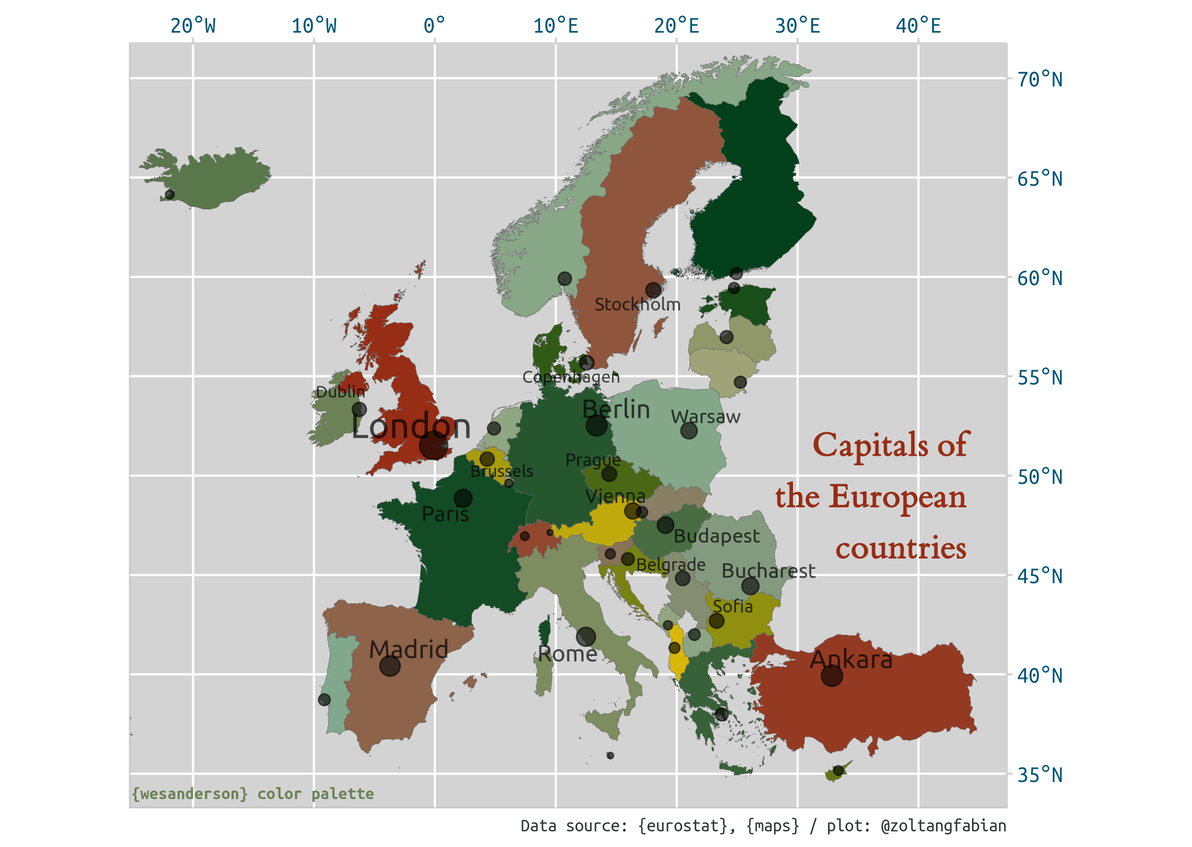 20°W 10°W 0° 10°E 20°E 30°E 40°E
70°N
65°N
60°N
Stockholm
55°N
Copenhagen
Dublin
Berlin
Warsaw
London
Capitals of
the European
countries
Prague
50°N
Brussels
Vienna
Paris
Budapest
Belgrade
Bucharest
45°N
Sofia
Madrid
Rome
Ankara
40°N
35°N
{wesanderson} color palette
Data source: {eurostat}, {maps} / plot: @zoltangfabian